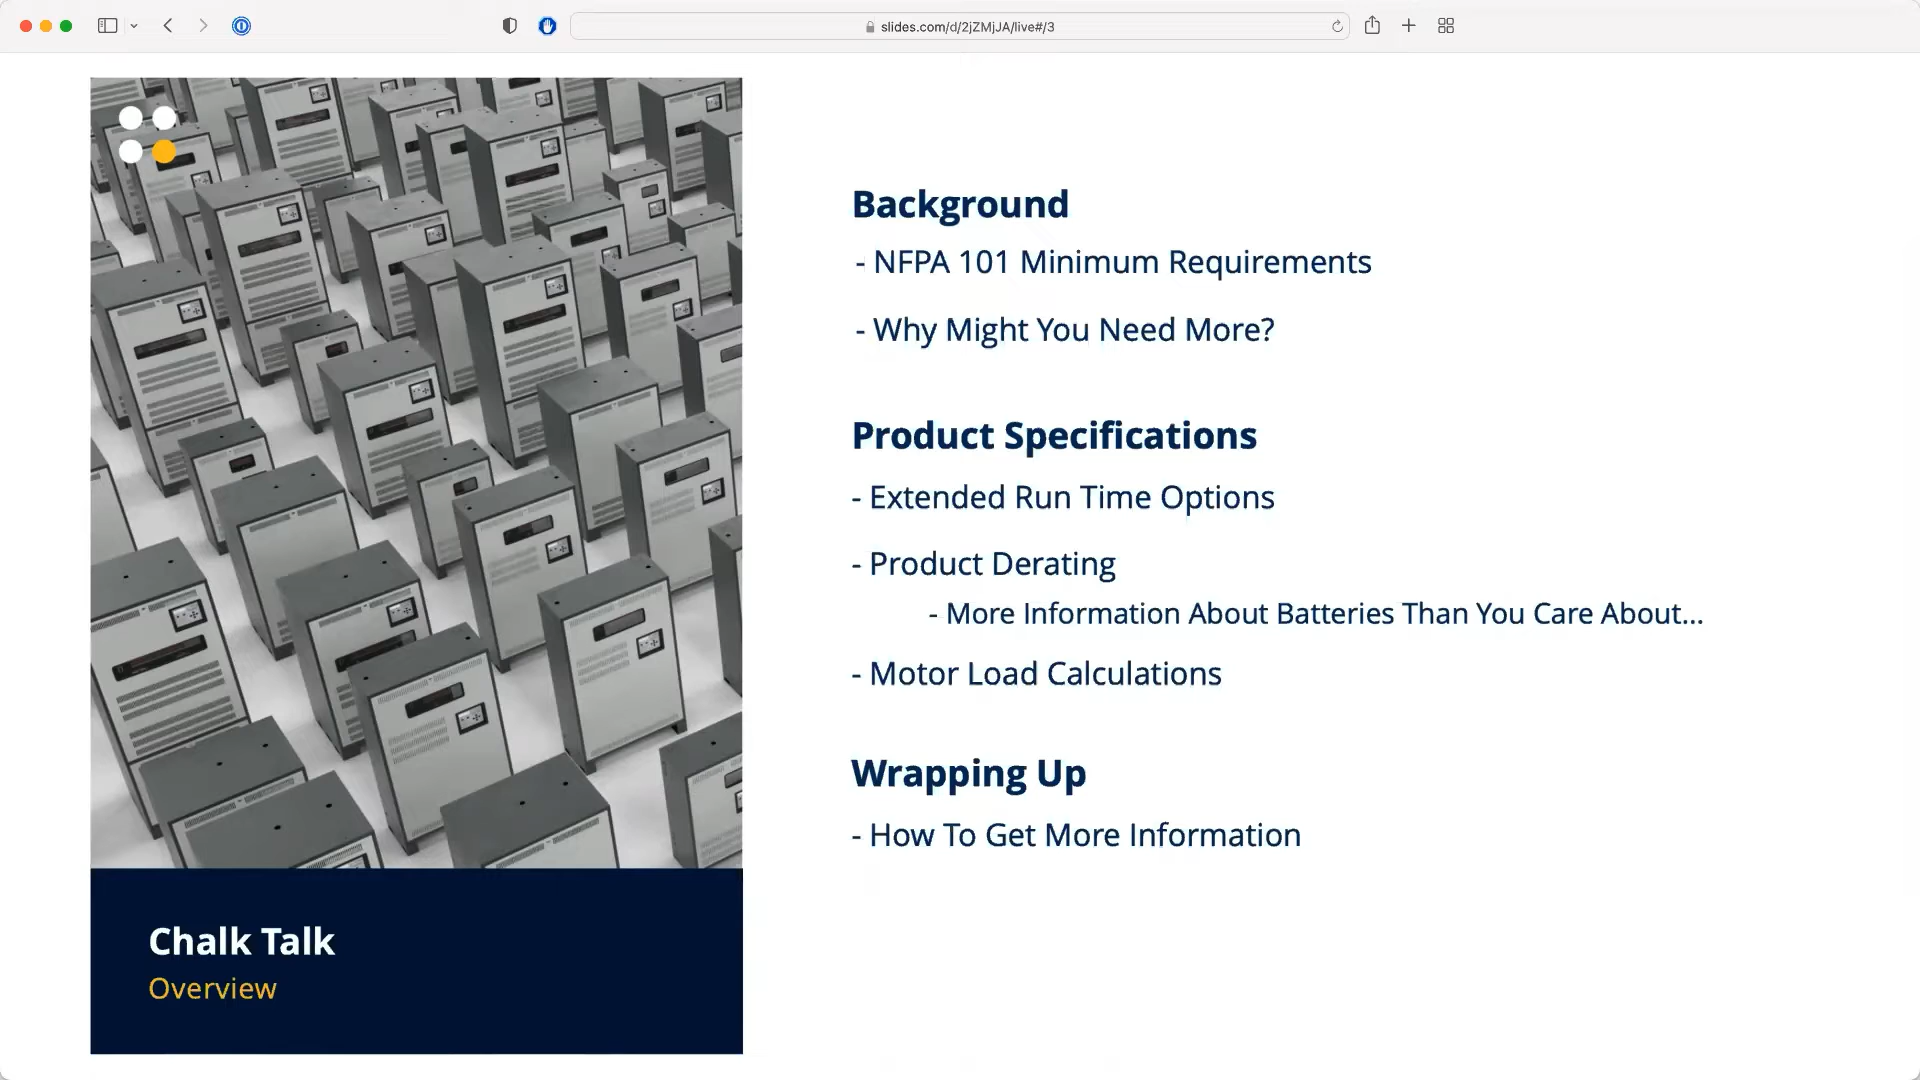 slides.com/d/2jZMjJA/live#/3
Background
- NFPA 101 Minimum Requirements
- Why Might You Need More?
Product Specifications
- Extended Run Time Options
- Product Derating
- More Information About Batteries Than You Care About...
- Motor Load Calculations
Wrapping Up
- How To Get More Information
Chalk Talk
Overview